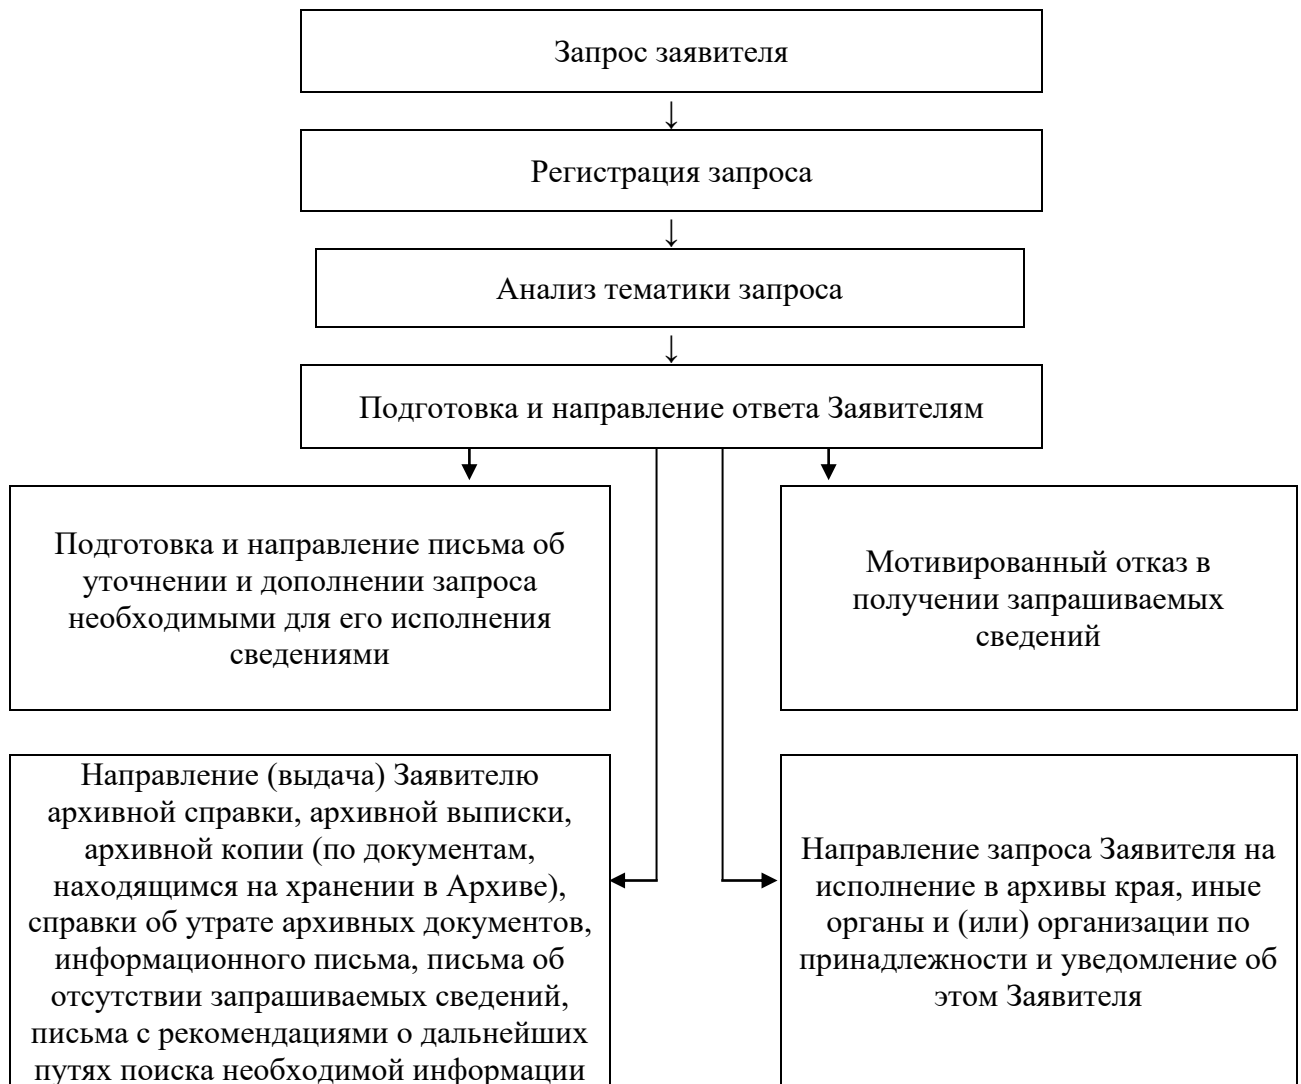 Запрос заявителя
↓
Регистрация запроса
↓
Анализ тематики запроса
↓
Подготовка и направление ответа Заявителям
Подготовка и направление письма об
уточнении и дополнении запроса
необходимыми для его исполнения
сведениями
Мотивированный отказ в
получении запрашиваемых
сведений
Направление (выдача) Заявителю
архивной справки, архивной выписки,
архивной копии (по документам,
находящимся на хранении в Архиве),
справки об утрате архивных документов,
информационного письма, письма об
отсутствии запрашиваемых сведений,
письма с рекомендациями о дальнейших
путях поиска необходимой информации
Направление запроса Заявителя на
исполнение в архивы края, иные
органы и (или) организации по
принадлежности и уведомление об
этом Заявителя